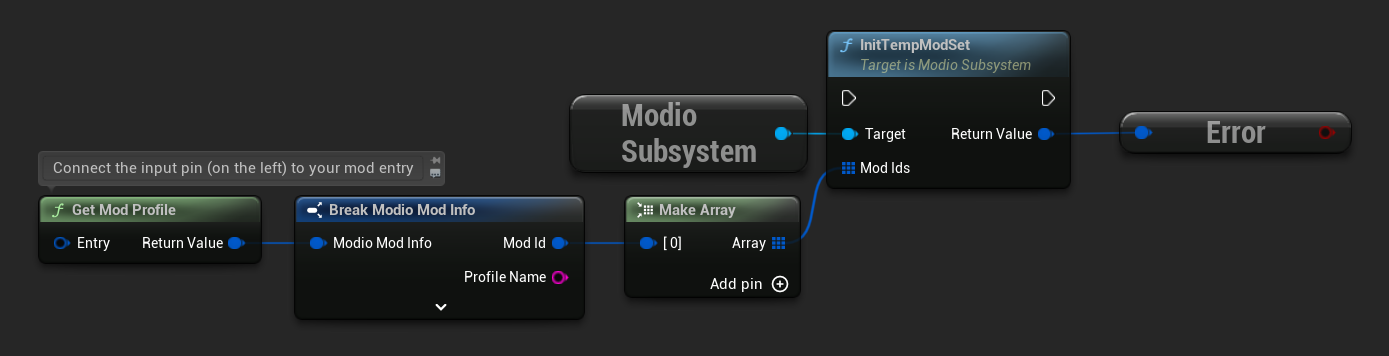 InitTempModSet
Target is Modio Subsystem
Modio
Subsystem
Target Return Value
Mod Ids
Error
Connect the input pin (on the left) to your mod entry
Get Mod Profile
Entry Return Value
Break Modio Mod Info
Modio Mod Info Mod Id
Profile Name
Make Array
[ 0] Array
Add pin